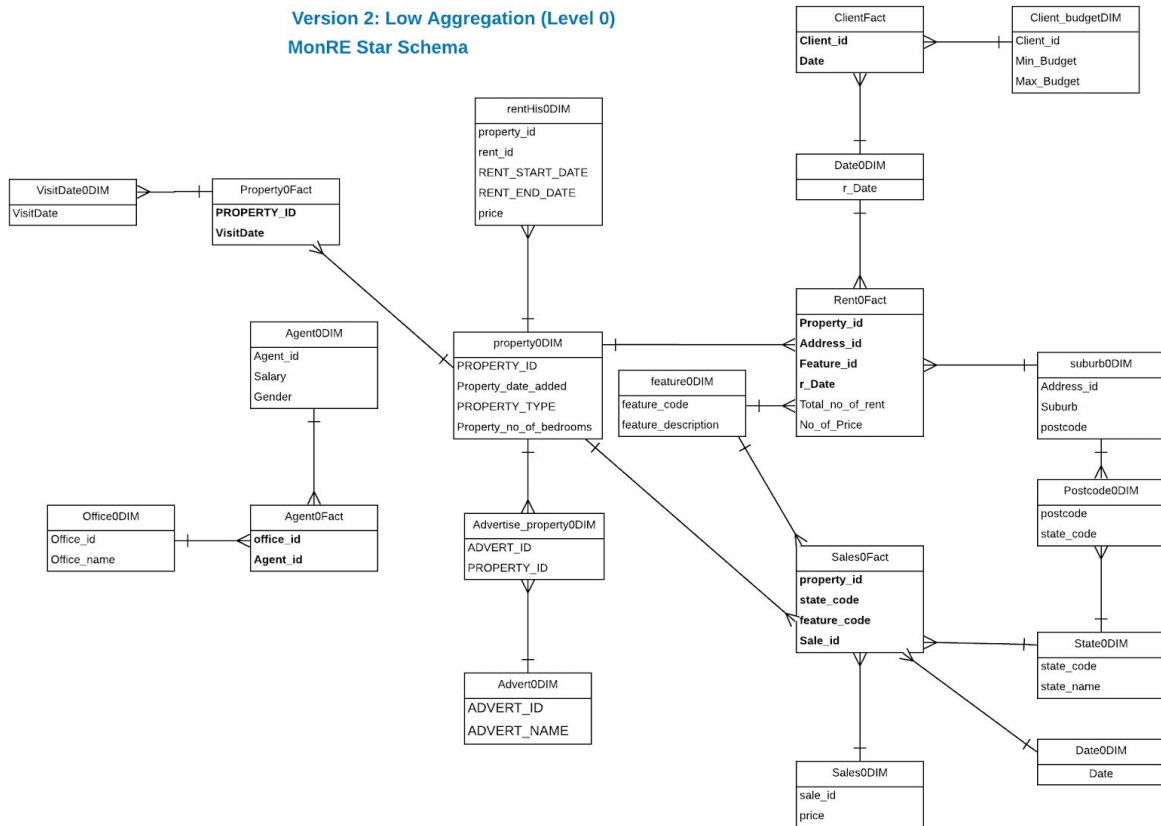 Version 2: Low Aggregation (Level 0)
MonRE Star Schema
ClientFact
Client_id
Date
Client_budgetDIM
Client_id
Min_Budget
Max_Budget
rentHis0DIM
property_id
rent_id
RENT_START_DATE
RENT_END_DATE
price
Date0DIM
r_Date
VisitDate0DIM
VisitDate
Property0Fact
PROPERTY_ID
VisitDate
Rent0Fact
Property_id
Address_id
Feature_id
r_Date
Total_no_of_rent
No_of_Price
Agent0DIM
Agent_id
Salary
Gender
property0DIM
PROPERTY_ID
Property_date_added
PROPERTY_TYPE
Property_no_of_bedrooms
feature0DIM
feature_code
feature_description
suburb0DIM
Address_id
Suburb
postcode
Postcode0DIM
postcode
state_code
Office0DIM
Office_id
Office_name
Agent0Fact
office_id
Agent_id
Advertise_property0DIM
ADVERT_ID
PROPERTY_ID
Sales0Fact
property_id
state_code
feature_code
Sale_id
State0DIM
state_code
state_name
Advert0DIM
ADVERT_ID
ADVERT_NAME
Date0DIM
Date
Sales0DIM
sale_id
price